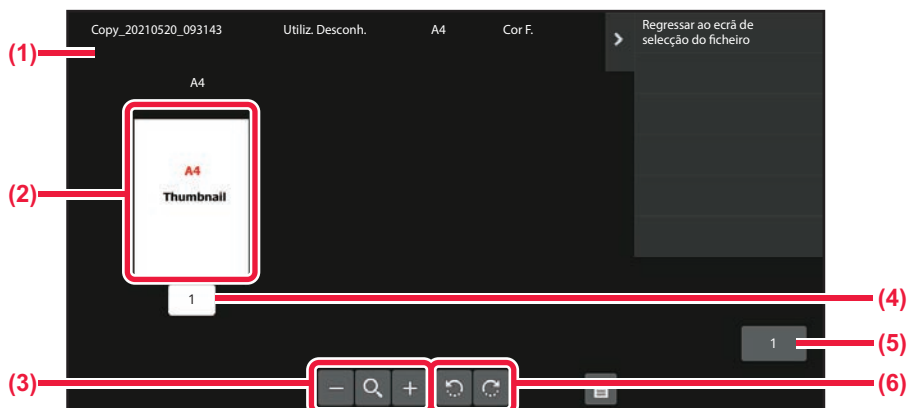 Copy_20210520_093143 Utiliz. Desconh. A4 Cor F.
Regressar ao ecrã de
selecção do ficheiro
(1)
A4
A4
Thumbnail
(2)
1
(4)
1
(5)
(3)
(6)